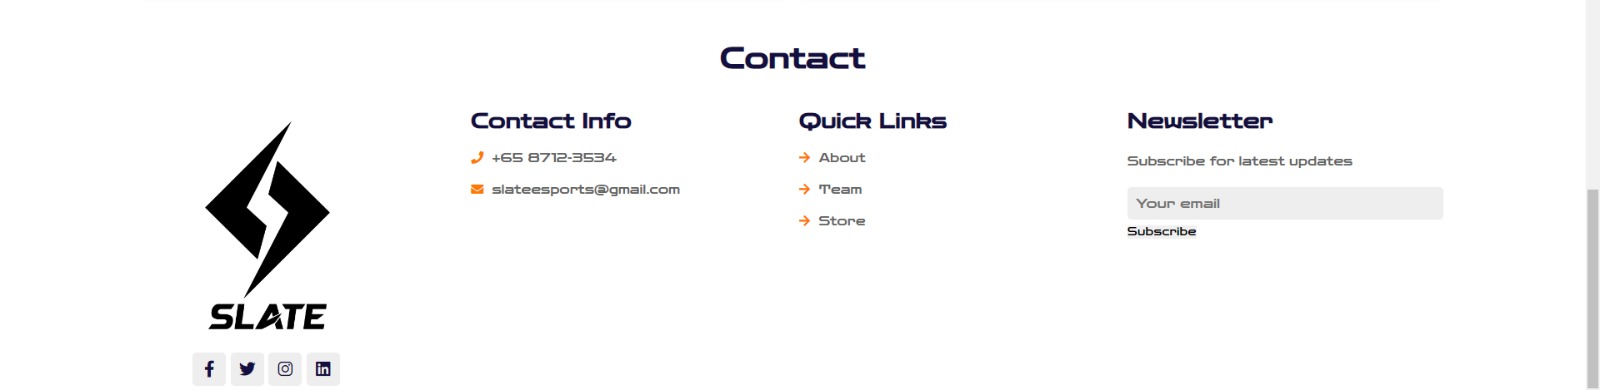 Contact
SLATE
Contact Info
+65 8712-3534
slateesports@gmail.com
Quick Links
About
Team
Store
Newsletter
Subscribe for latest updates
Your email
Subscribe